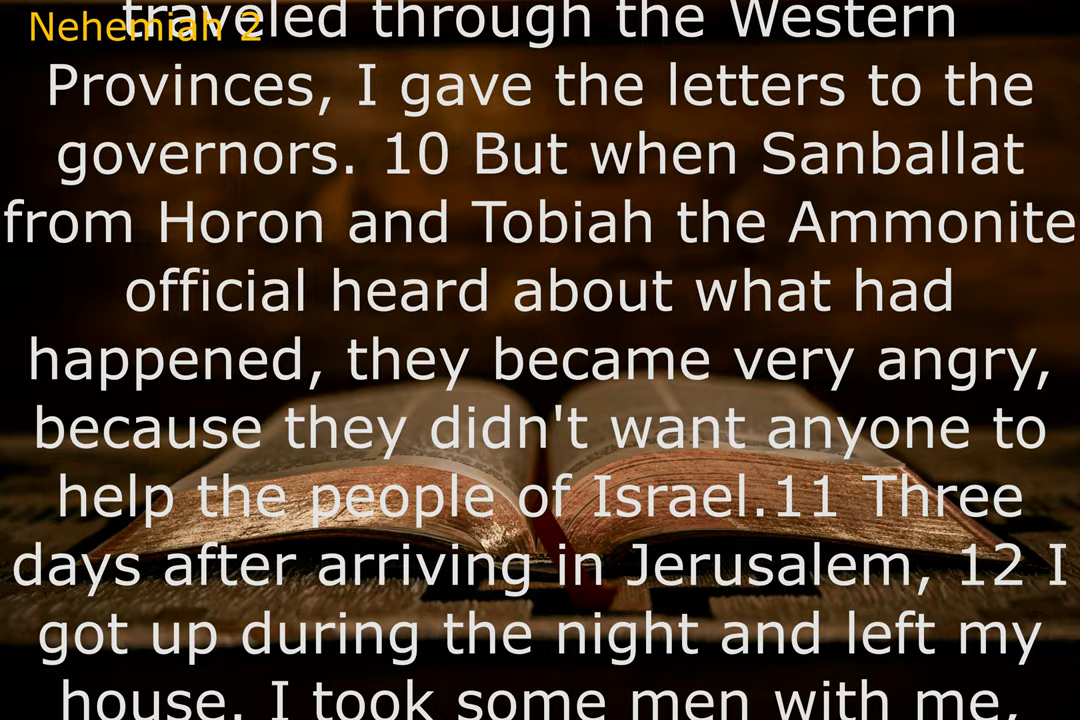 Nehemiah 2
traveled through the Western
Provinces, I gave the letters to the
governors. 10 But when Sanballat
from Horon and Tobiah the Ammonite
official heard about what had
happened, they became very angry,
because they didn't want anyone to
help the people of Israel.11 Three
days after arriving in Jerusalem, 12 I
got up during the night and left my
house. I took some men with me,